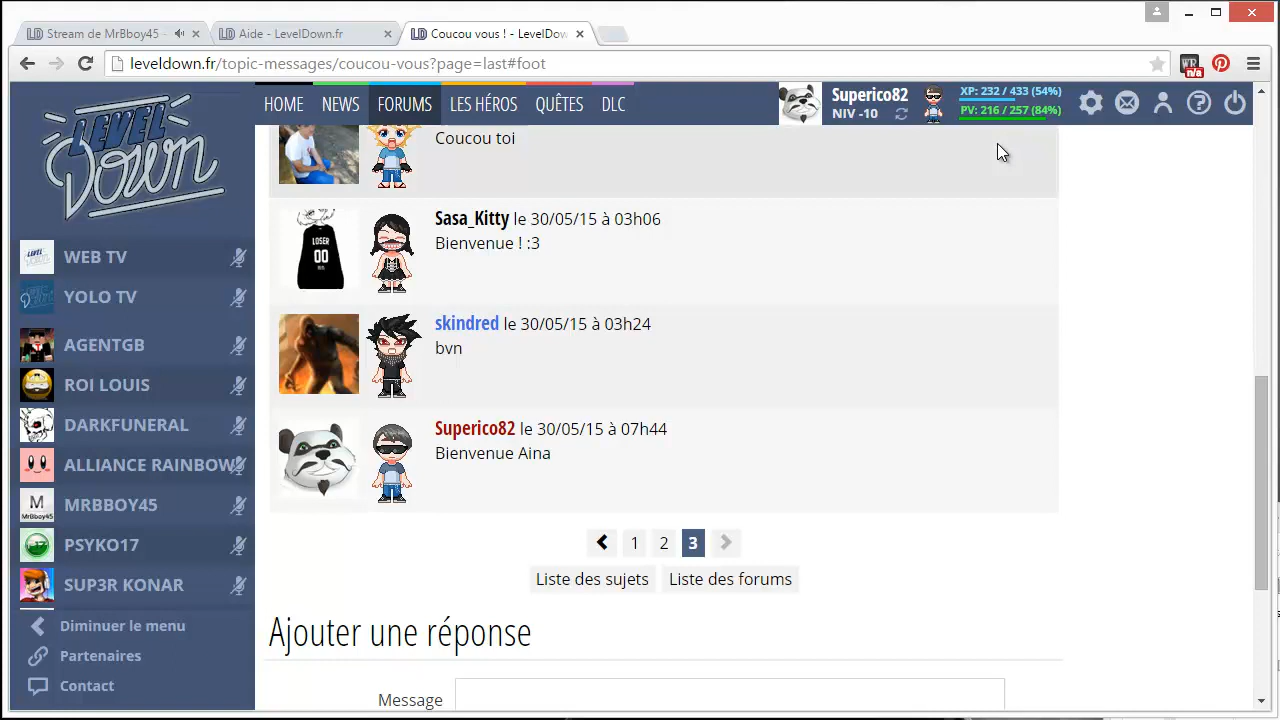 Stream de MrBboy45 -
Aide - LevelDown.fr
Coucou vous ! - LevelDow
leveldown.fr/topic-messages/coucou-vous?page=last#foot
n/a
LEVEL
Down
HOME
NEWS
FORUMS
LES HÉROS
QUÊTES
DLC
Superico82
NIV -10
XP: 232 / 433 (54%)
PV: 216 / 257 (84%)
WEB TV
YOLO TV
AGENTGB
ROI LOUIS
DARKFUNERAL
ALLIANCE RAINBOW
M
MrBboy45
MRBBOY45
PSYKO17
SUP3R KONAR
Diminuer le menu
Partenaires
Contact
Coucou toi
LOSER
00
Sasa_Kitty le 30/05/15 à 03h06
Bienvenue ! :3
skindred le 30/05/15 à 03h24
bvn
Superico82 le 30/05/15 à 07h44
Bienvenue Aina
1 2 3
Liste des sujets
Liste des forums
Ajouter une réponse
Message